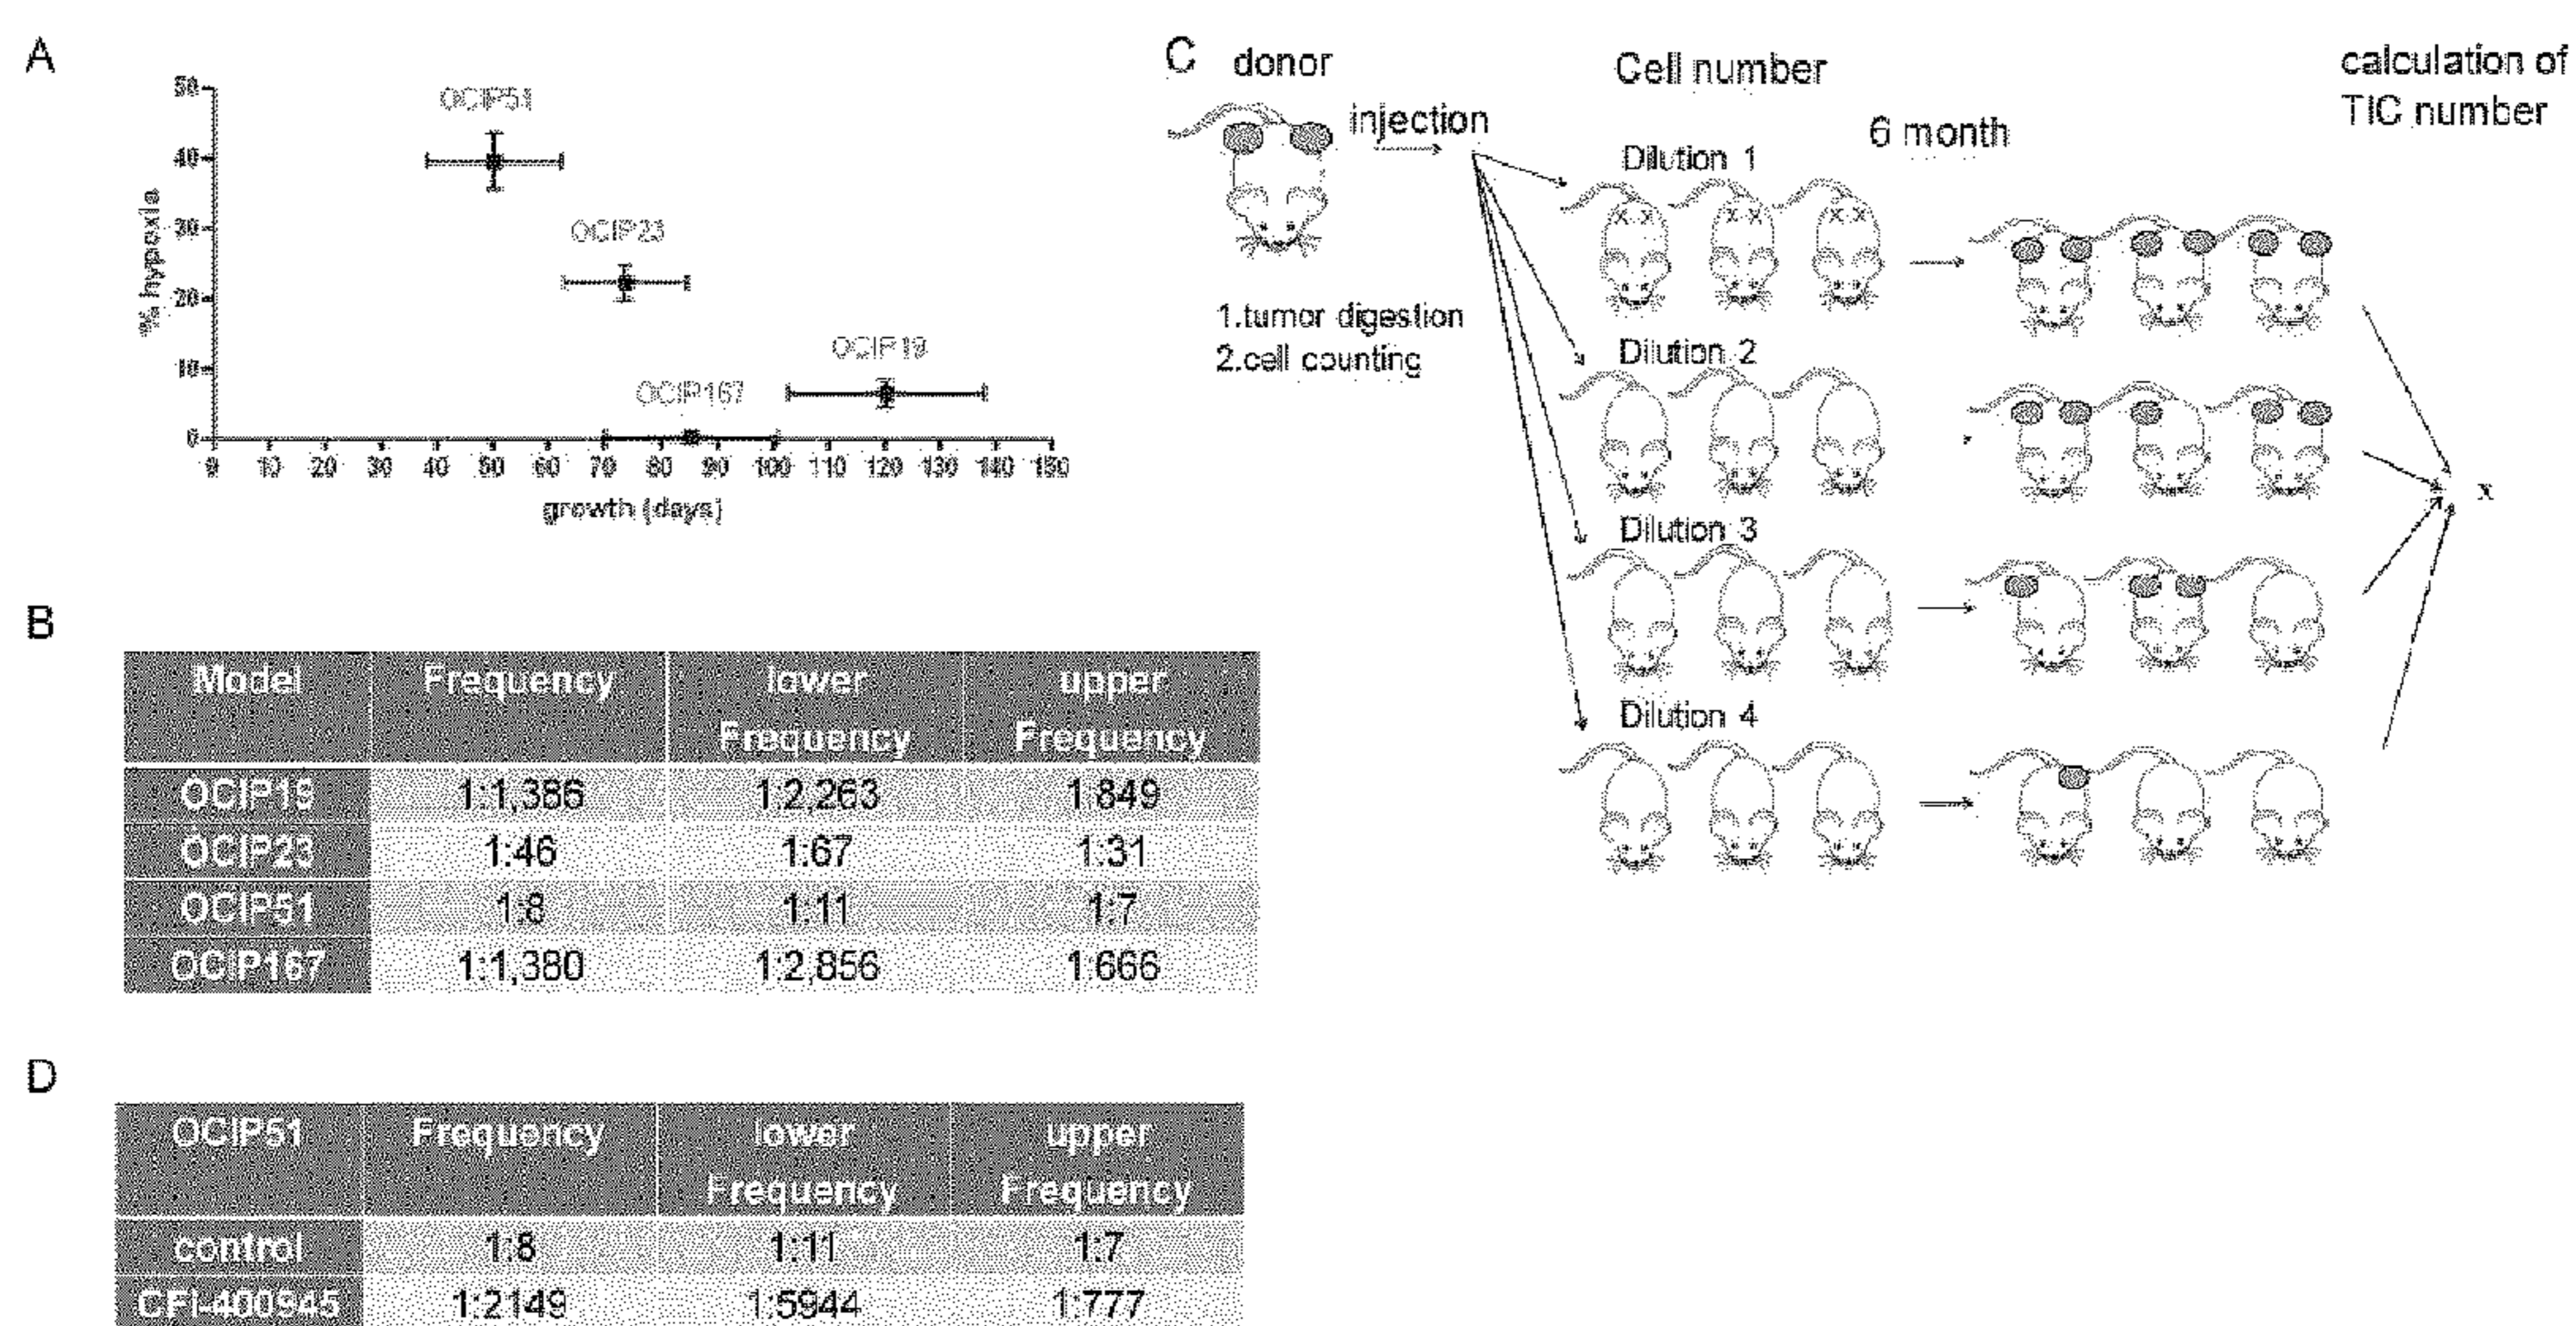 A
50
40
30
20
10
0
% hypoxia
OCIP51
OCIP23
OCIP19
OCIP167
0 10 20 30 40 50 60 70 80 90 100 110 120 130 140 150
growth (days)
B
Model Frequency lower Frequency upper Frequency
OCIP19 1:1,386 1:2,263 1:849
OCIP23 1:46 1:67 1:31
OCIP51 1:8 1:11 1:7
OCIP167 1:1,380 1:2,856 1:666
C donor
injection
1.tumor digestion
2.cell counting
Cell number
6 month
calculation of
TIC number
Dilution 1
x x x x x x
Dilution 2
Dilution 3
Dilution 4
x
D
OCIP51 Frequency lower Frequency upper Frequency
control 1:8 1:11 1:7
CFI-400945 1:2149 1:5944 1:777